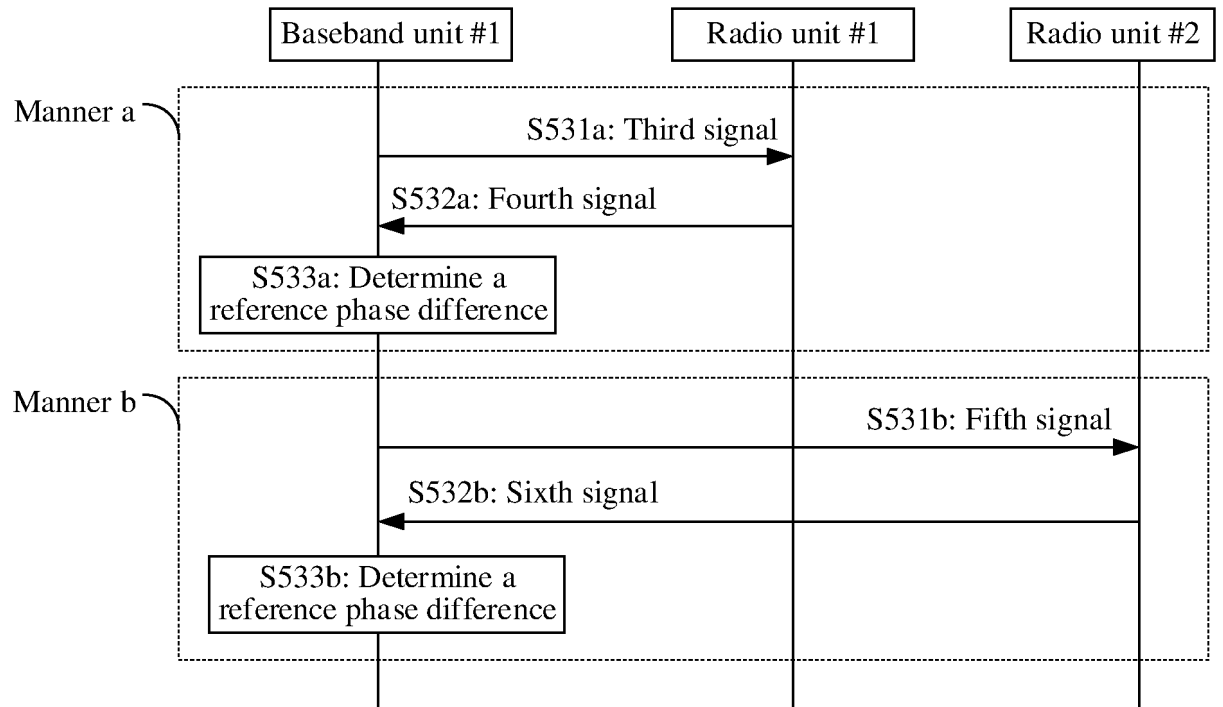 Baseband unit #1
Radio unit #1
Radio unit #2
Manner a
S531a: Third signal
S532a: Fourth signal
S533a: Determine a
reference phase difference
Manner b
S531b: Fifth signal
S532b: Sixth signal
S533b: Determine a
reference phase difference